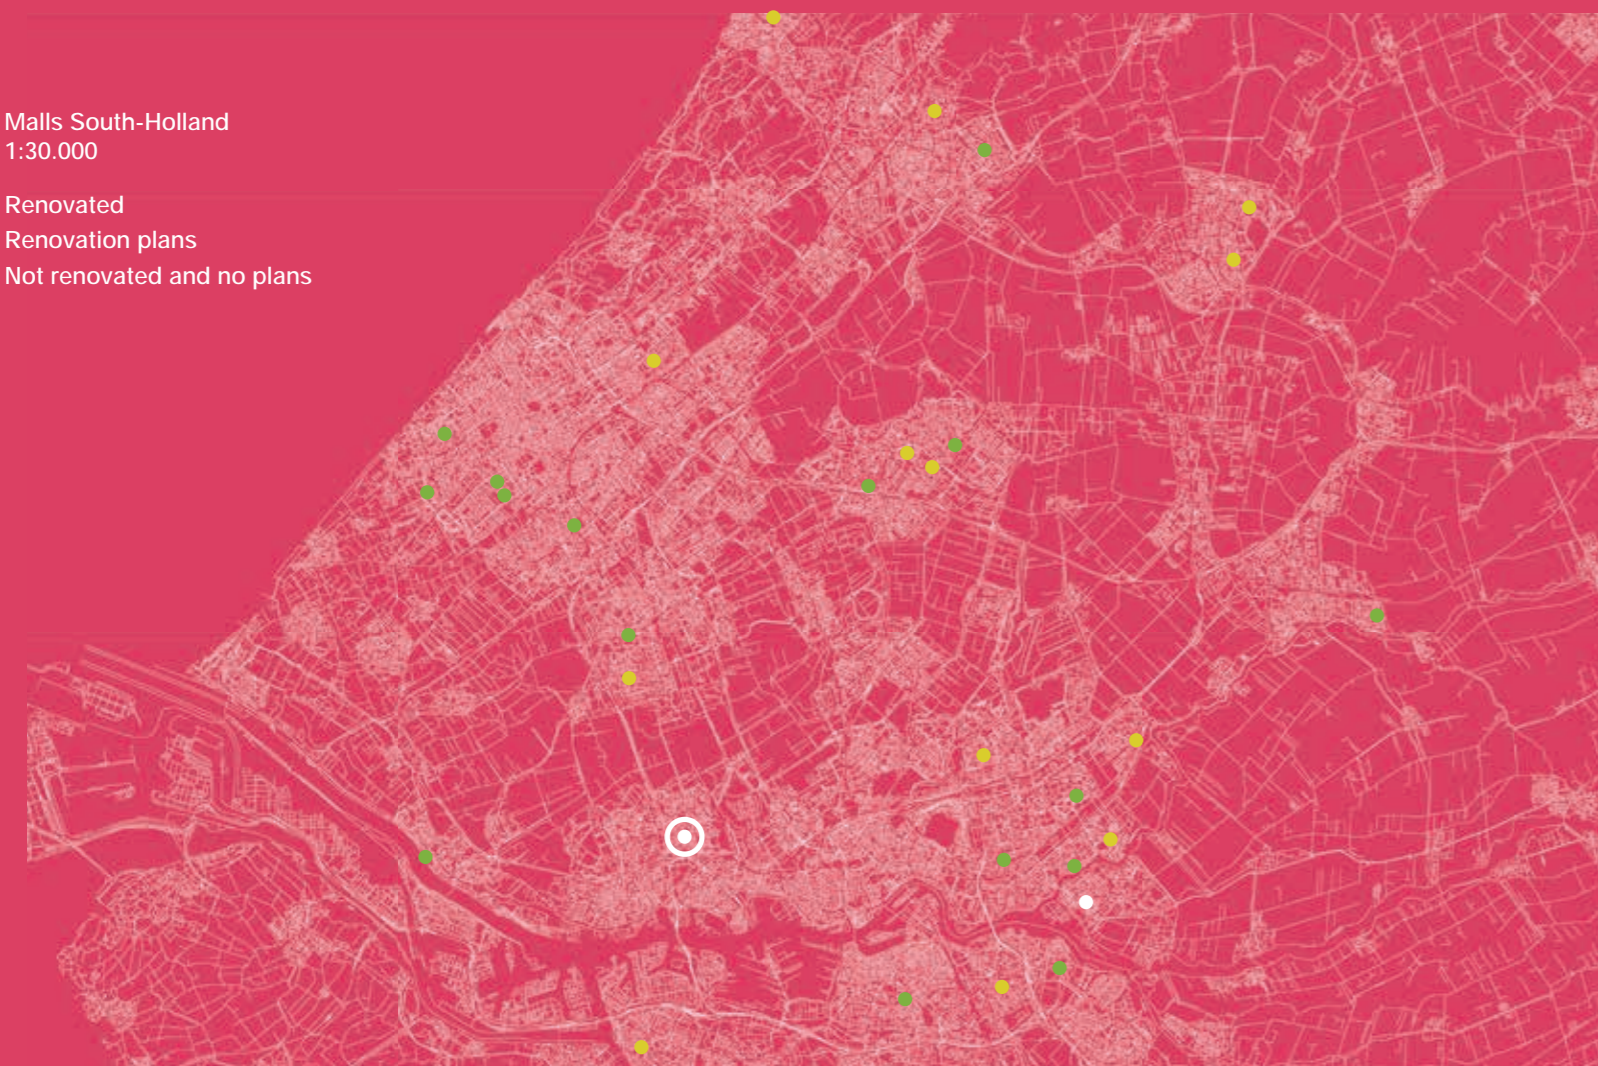 Malls South-Holland
1:30.000
Renovated
Renovation plans
Not renovated and no plans